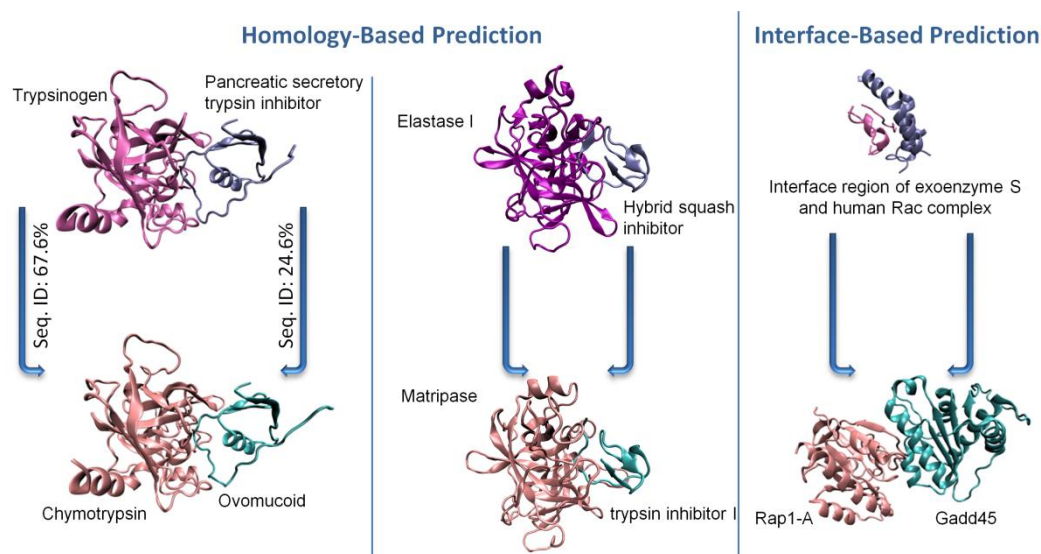 Homology-Based Prediction
Trypsinogen
Pancreatic secretory
trypsin inhibitor
Seq. ID: 67.6%
Seq. ID: 24.6%
Chymotrypsin
Ovomucoid
Elastase I
Hybrid squash
inhibitor
Matripase
trypsin inhibitor I
Interface-Based Prediction
Interface region of exoenzyme S
and human Rac complex
Rap1-A
Gadd45